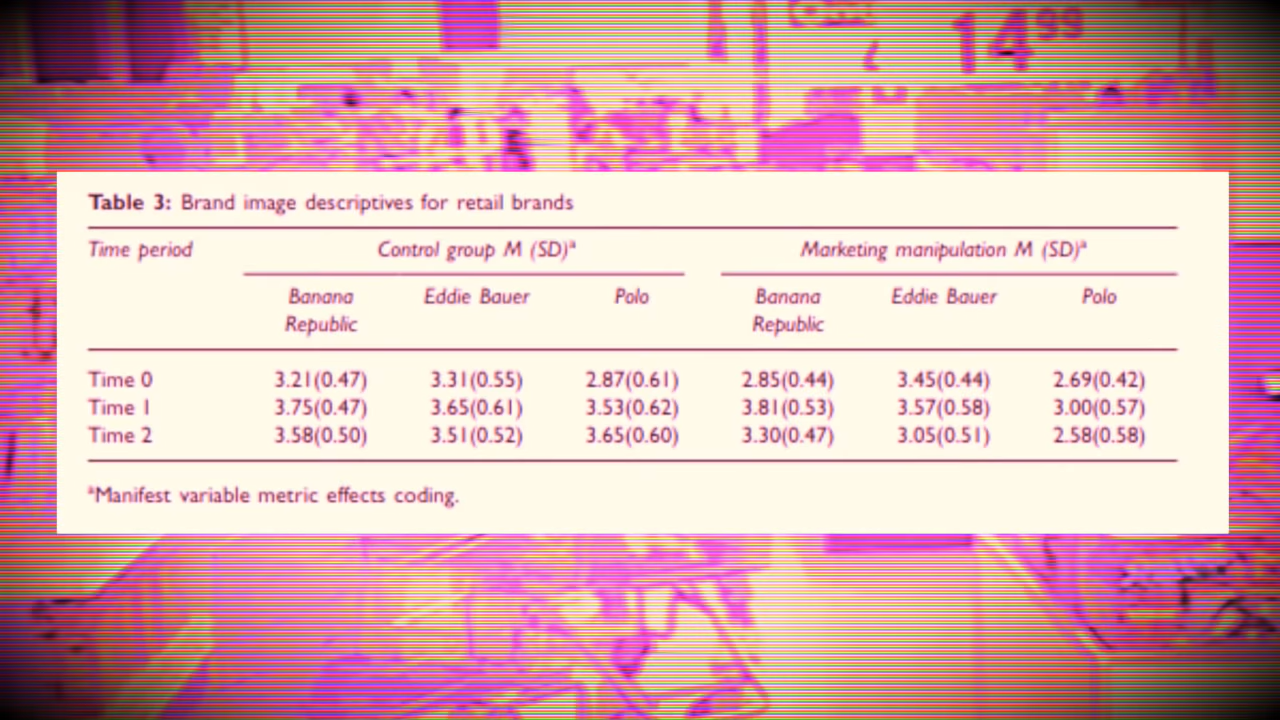 14⁹⁹
Table 3: Brand image descriptives for retail brands
Time period Control group M (SD)ᵃ Marketing manipulation M (SD)ᵃ
Banana Eddie Bauer Polo Banana Eddie Bauer Polo
Republic Republic
Time 0 3.21(0.47) 3.31(0.55) 2.87(0.61) 2.85(0.44) 3.45(0.44) 2.69(0.42)
Time 1 3.75(0.47) 3.65(0.61) 3.53(0.62) 3.81(0.53) 3.57(0.58) 3.00(0.57)
Time 2 3.58(0.50) 3.51(0.52) 3.65(0.60) 3.30(0.47) 3.05(0.51) 2.58(0.58)
ᵃManifest variable metric effects coding.